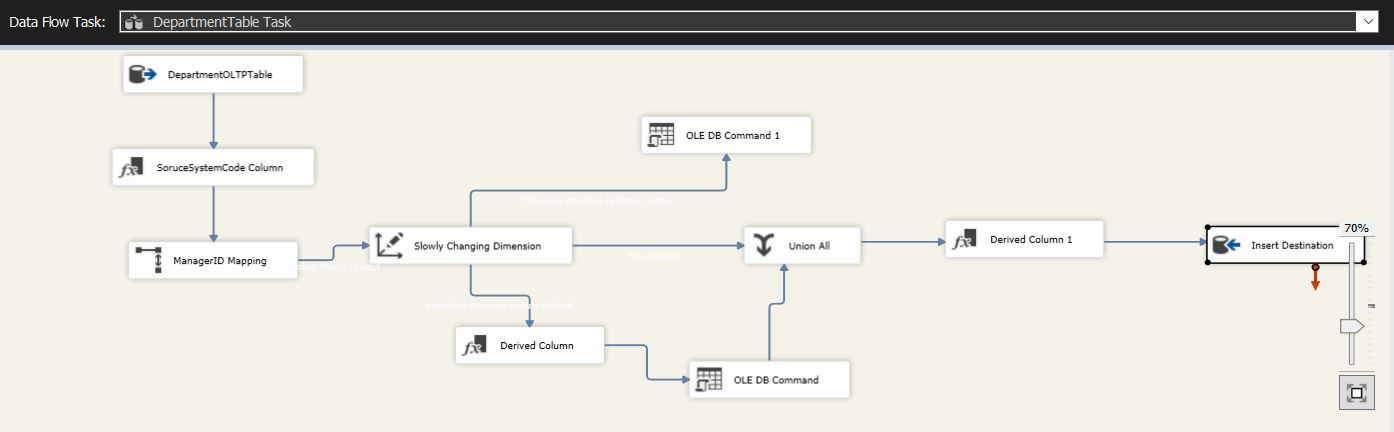 Data Flow Task: DepartmentTable Task
DepartmentOLTPTable
OLE DB Command 1
SoruceSystemCode Column
Changing Attribute Updates Output
ManagerID Mapping
Slowly Changing Dimension
Union All
Derived Column 1
Insert Destination
70%
Lookup Match Output
New Output
Historical Attribute Inserts Output
Derived Column
OLE DB Command